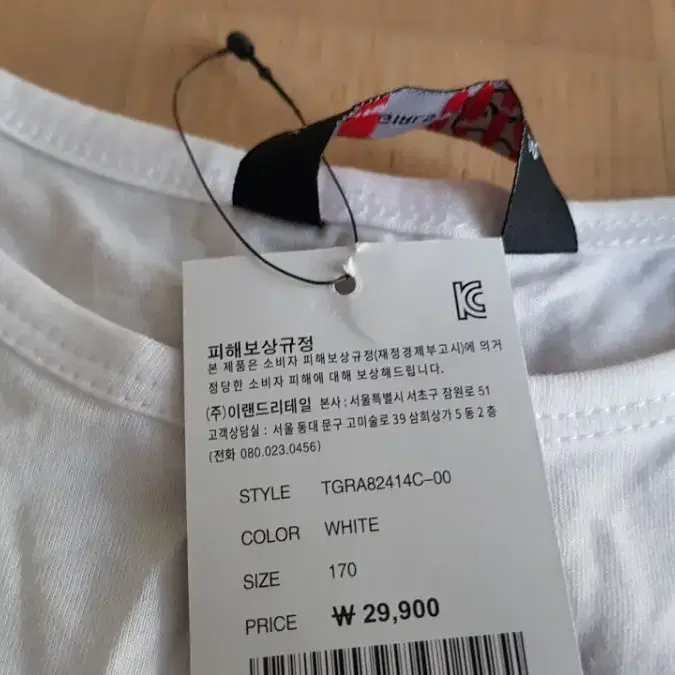 피해보상규정
본 제품은 소비자 피해보상규정(재정경제부고시)에 의거
정당한 소비자 피해에 대해 보상해드립니다.
(주)이랜드리테일 본사 : 서울특별시 서초구 잠원로 51
고객상담실 : 서울 동대 문구 고미술로 39 삼희상가 5 동 2 층
(전화 080.023.0456)
STYLE TGRA82414C-00
COLOR WHITE
SIZE 170
PRICE ₩ 29,900